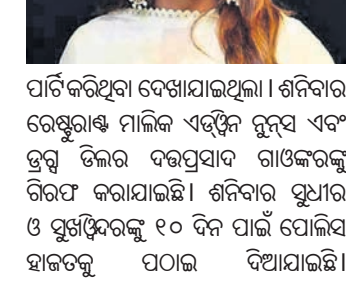 ପାର୍ଟିକରିଥିବା ଦେଖାଯାଇଥିଲା । ଶନିବାର
ରେଷ୍ଟୁରାଣ୍ଟ ମାଲିକ ଏଡ୍‌ୱିନ ନୁନ୍‌ସ ଏବଂ
ଡ୍ରଗ୍ସ ଡିଲର ଦତ୍ତପ୍ରସାଦ ଗାଓଙ୍କରଙ୍କୁ
ଗିରଫ କରାଯାଇଛି । ଶନିବାର ସୁଧୀର
ଓ ସୁଖୱିନ୍ଦରଙ୍କୁ ୧୦ ଦିନ ପାଇଁ ପୋଲିସ
ହାଜତକୁ ପଠାଇ ଦିଆଯାଇଛି ।